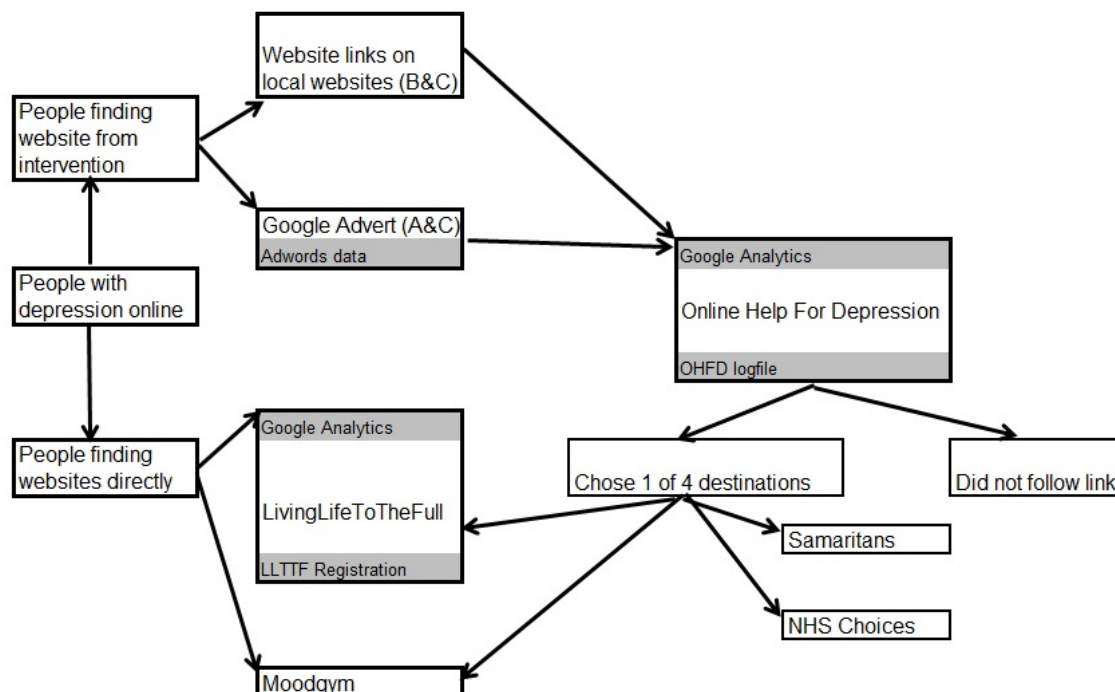 Website links on
local websites (B&C)
People finding
website from
intervention
Google Advert (A&C)
Adwords data
People with
depression online
Google Analytics
Online Help For Depression
OHFD logfile
People finding
websites directly
Google Analytics
LivingLifeToTheFull
LLTTF Registration
Chose 1 of 4 destinations
Did not follow link
Samaritans
NHS Choices
Moodgym